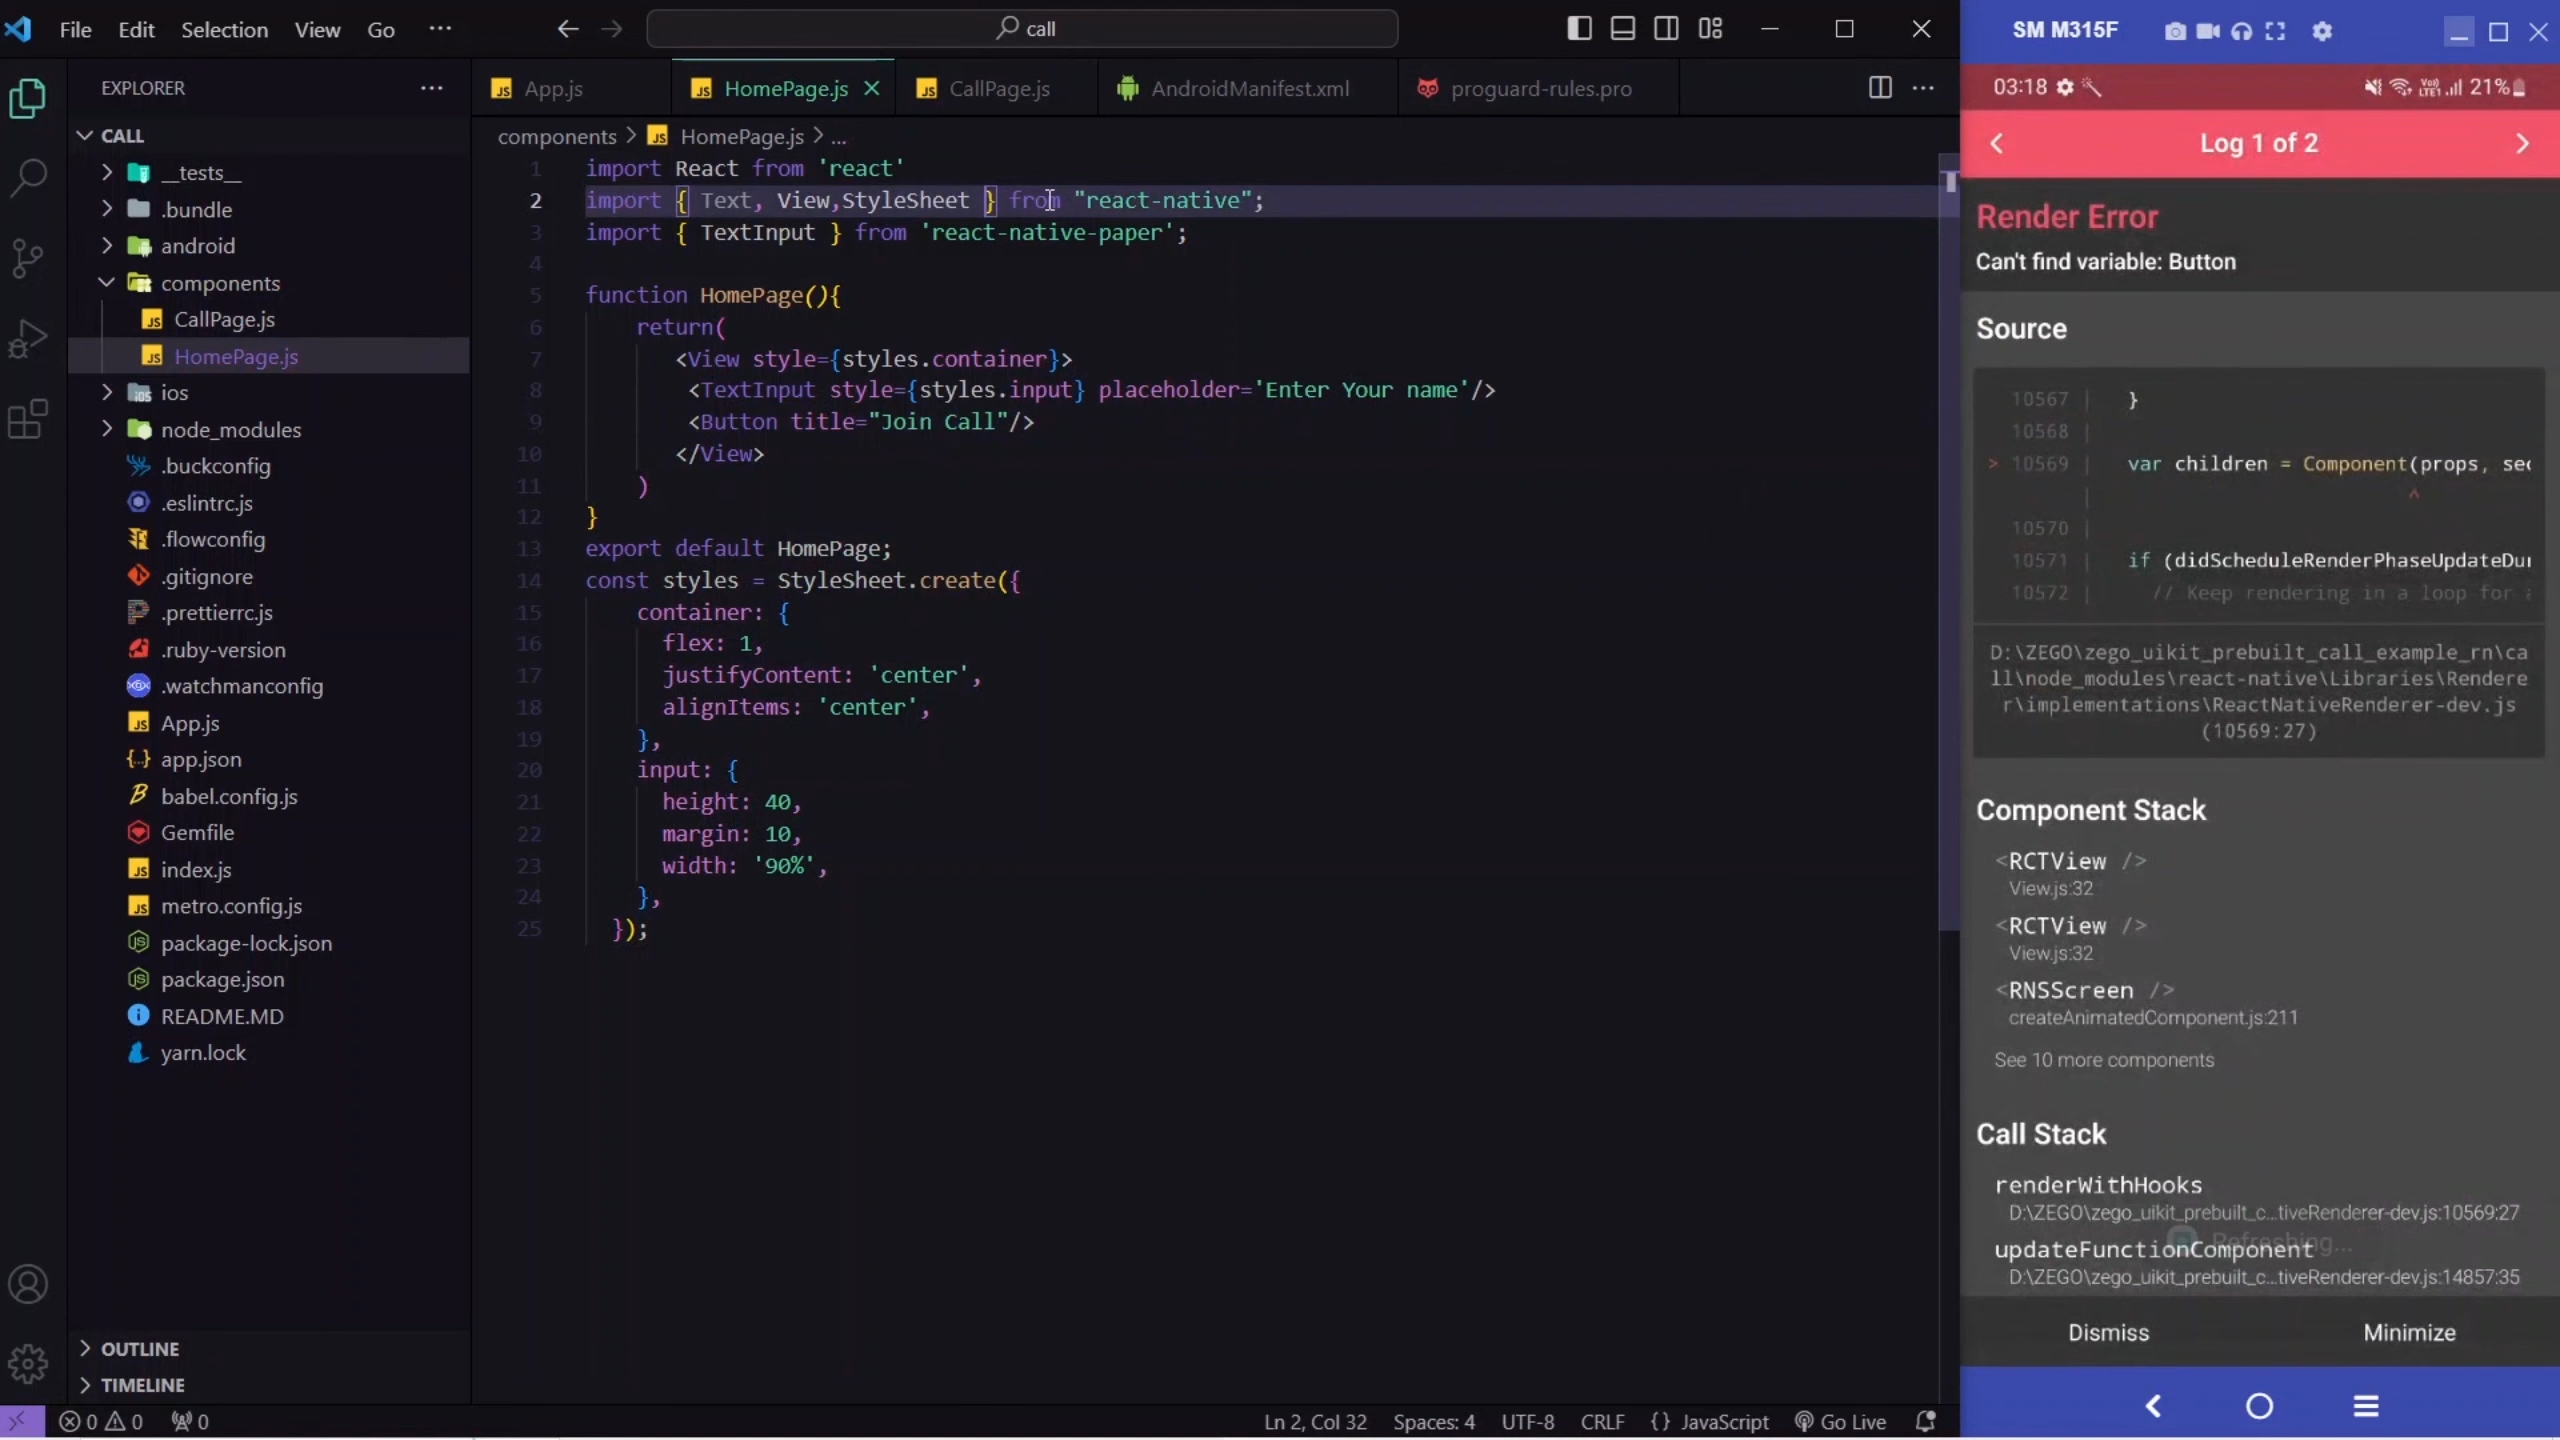 File Edit Selection View Go ···
call
EXPLORER ···
CALL
__tests__
.bundle
android
components
CallPage.js
HomePage.js
ios
node_modules
.buckconfig
.eslintrc.js
.flowconfig
.gitignore
.prettierrc.js
.ruby-version
.watchmanconfig
App.js
app.json
babel.config.js
Gemfile
index.js
metro.config.js
package-lock.json
package.json
README.MD
yarn.lock
OUTLINE
TIMELINE
App.js HomePage.js CallPage.js AndroidManifest.xml proguard-rules.pro
components > HomePage.js > ...
1 import React from 'react'
2 import { Text, View,StyleSheet } from "react-native";
3 import { TextInput } from 'react-native-paper';
4
5 function HomePage(){
6 return(
7 <View style={styles.container}>
8 <TextInput style={styles.input} placeholder='Enter Your name'/>
9 <Button title="Join Call"/>
10 </View>
11 )
12 }
13 export default HomePage;
14 const styles = StyleSheet.create({
15 container: {
16 flex: 1,
17 justifyContent: 'center',
18 alignItems: 'center',
19 },
20 input: {
21 height: 40,
22 margin: 10,
23 width: '90%',
24 },
25 });
0 0 0 Ln 2, Col 32 Spaces: 4 UTF-8 CRLF {} JavaScript Go Live
SM M315F
03:18 21%
Log 1 of 2
Render Error
Can't find variable: Button
Source
10567 | }
10568 |
> 10569 | var children = Component(props, sec
| ^
10570 |
10571 | if (didScheduleRenderPhaseUpdateDur
10572 | // Keep rendering in a loop for a
D:\ZEGO\zego_uikit_prebuilt_call_example_rn\ca
ll\node_modules\react-native\Libraries\Rendere
r\implementations\ReactNativeRenderer-dev.js
(10569:27)
Component Stack
<RCTView />
View.js:32
<RCTView />
View.js:32
<RNSScreen />
createAnimatedComponent.js:211
See 10 more components
Call Stack
renderWithHooks
D:\ZEGO\zego_uikit_prebuilt_c...tiveRenderer-dev.js:10569:27
Refreshing...
updateFunctionComponent
D:\ZEGO\zego_uikit_prebuilt_c...tiveRenderer-dev.js:14857:35
Dismiss Minimize